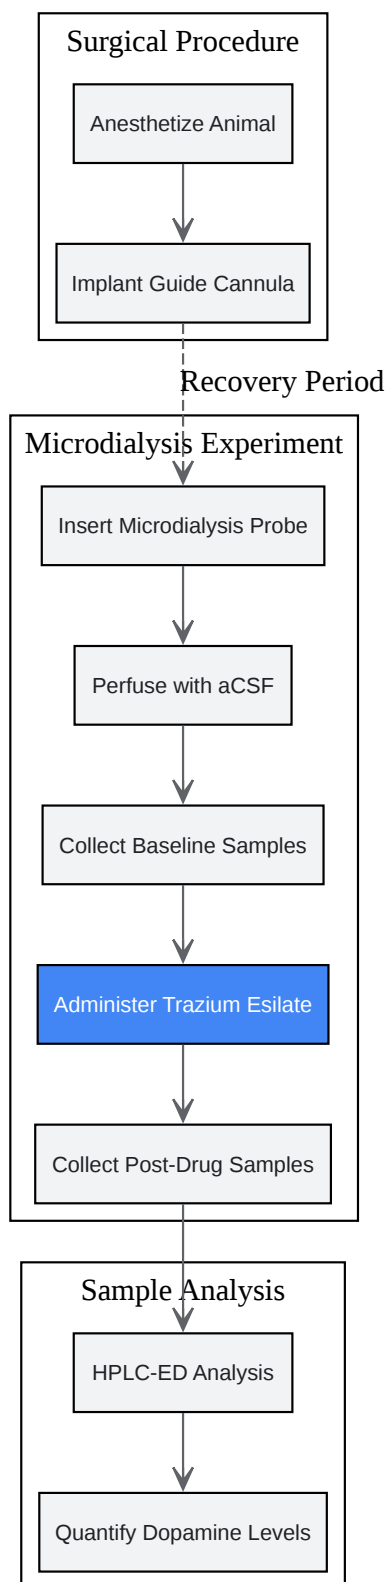 Surgical Procedure
Anesthetize Animal
Implant Guide Cannula
Recovery Period
Microdialysis Experiment
Insert Microdialysis Probe
Perfuse with aCSF
Collect Baseline Samples
Administer Trazium Esilate
Collect Post-Drug Samples
Sample Analysis
HPLC-ED Analysis
Quantify Dopamine Levels